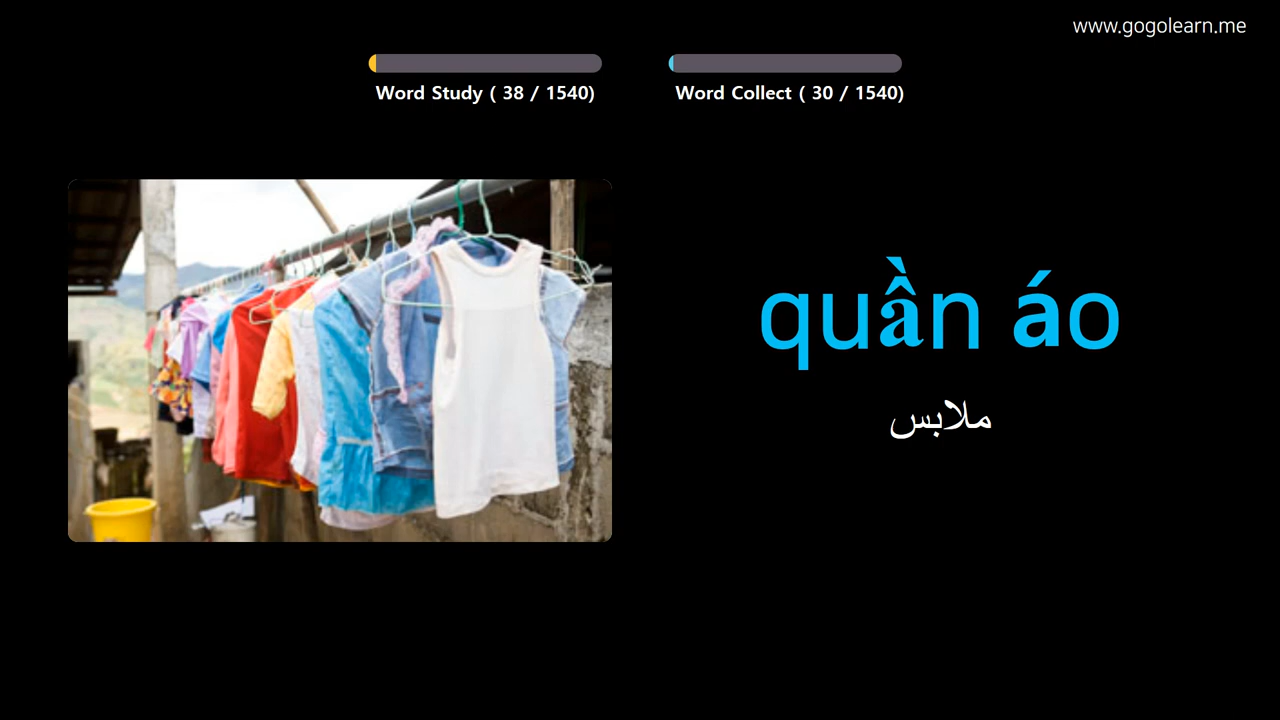 www.gogolearn.me
Word Study ( 38 / 1540)
Word Collect ( 30 / 1540)
quần áo
ملابس